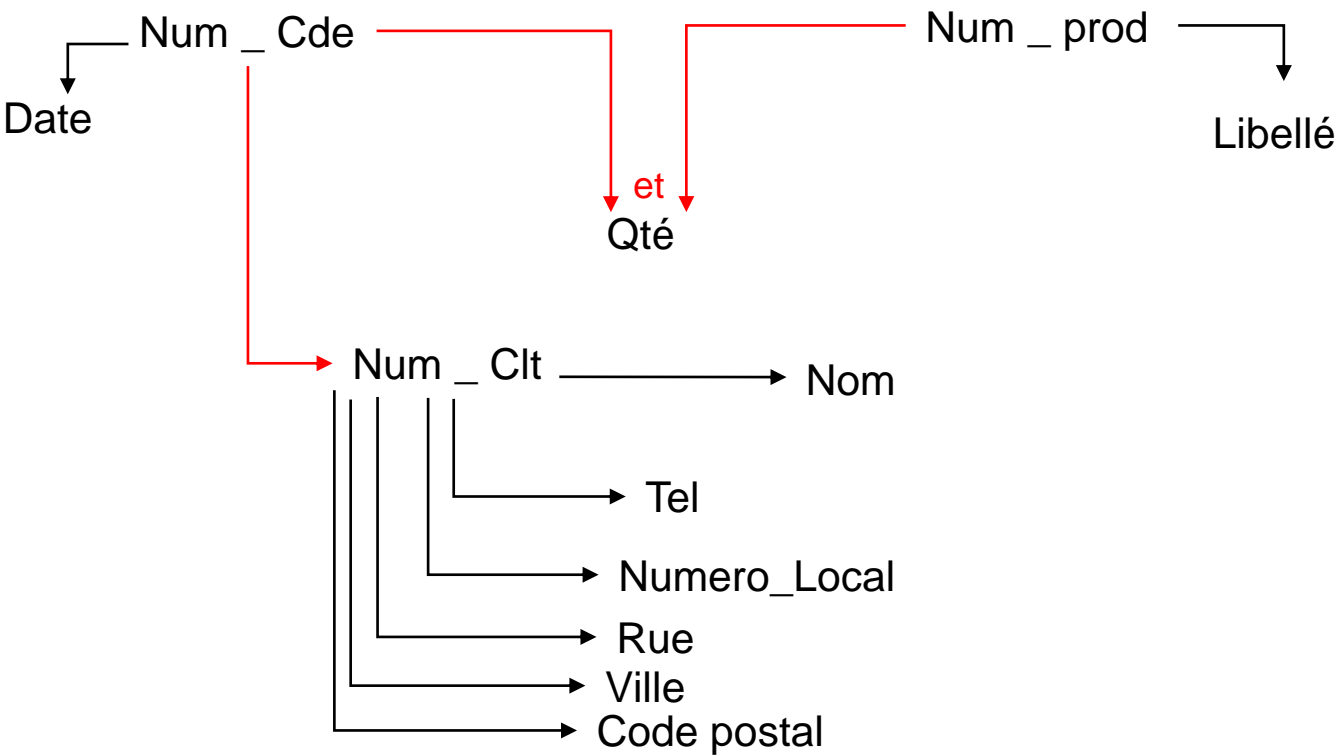 Num _ Cde
Num _ prod
Date
Libellé
et
Qté
Num _ Clt
Nom
Tel
Numero_Local
Rue
Ville
Code postal